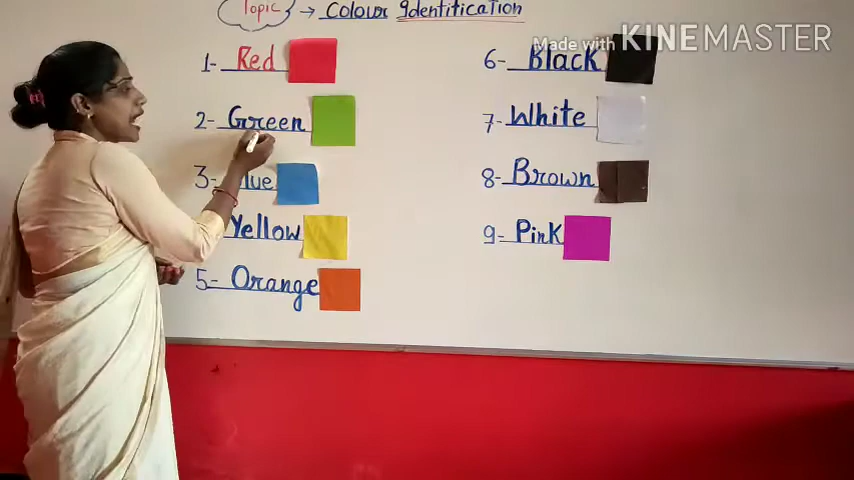 Topic → Colour Identification
Made with KINEMASTER
1- Red
2- Green
3- Blue
Yellow
5- Orange
6- Black
7- White
8- Brown
9- Pink